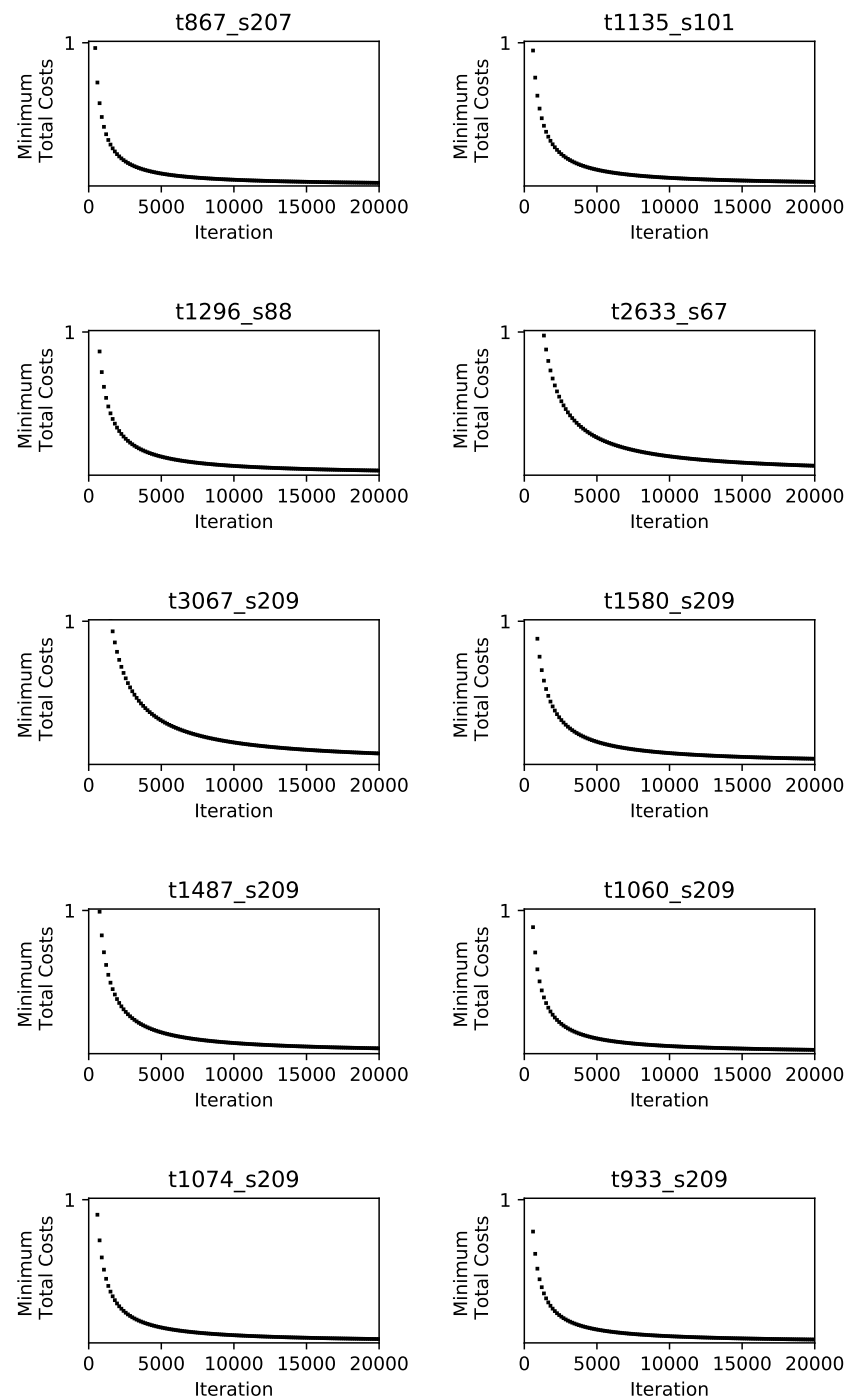 t867_s207
1
Minimum
Total Costs
0 5000 10000 15000 20000
Iteration
t1135_s101
1
Minimum
Total Costs
0 5000 10000 15000 20000
Iteration
t1296_s88
1
Minimum
Total Costs
0 5000 10000 15000 20000
Iteration
t2633_s67
1
Minimum
Total Costs
0 5000 10000 15000 20000
Iteration
t3067_s209
1
Minimum
Total Costs
0 5000 10000 15000 20000
Iteration
t1580_s209
1
Minimum
Total Costs
0 5000 10000 15000 20000
Iteration
t1487_s209
1
Minimum
Total Costs
0 5000 10000 15000 20000
Iteration
t1060_s209
1
Minimum
Total Costs
0 5000 10000 15000 20000
Iteration
t1074_s209
1
Minimum
Total Costs
0 5000 10000 15000 20000
Iteration
t933_s209
1
Minimum
Total Costs
0 5000 10000 15000 20000
Iteration